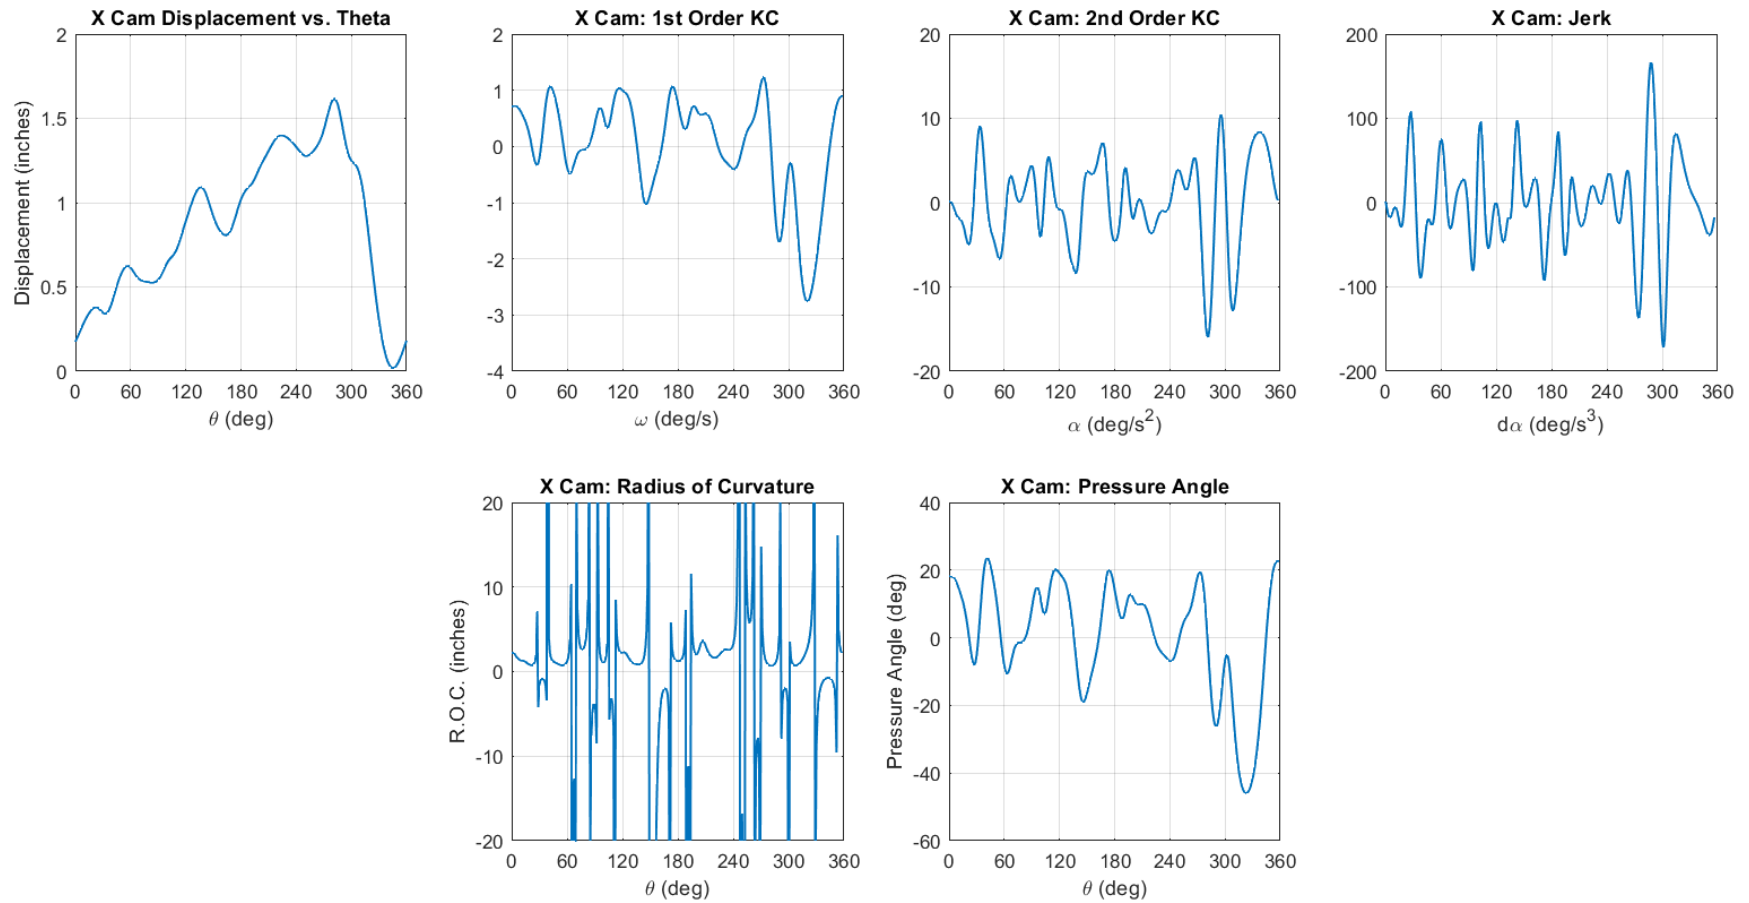 X Cam Displacement vs. Theta
Displacement (inches)
2
1.5
1
0.5
0
0 60 120 180 240 300 360
θ (deg)
X Cam: 1st Order KC
2
1
0
-1
-2
-3
-4
0 60 120 180 240 300 360
ω (deg/s)
X Cam: 2nd Order KC
20
10
0
-10
-20
0 60 120 180 240 300 360
α (deg/s²)
X Cam: Jerk
200
100
0
-100
-200
0 60 120 180 240 300 360
dα (deg/s³)
X Cam: Radius of Curvature
R.O.C. (inches)
20
10
0
-10
-20
0 60 120 180 240 300 360
θ (deg)
X Cam: Pressure Angle
Pressure Angle (deg)
40
20
0
-20
-40
-60
0 60 120 180 240 300 360
θ (deg)